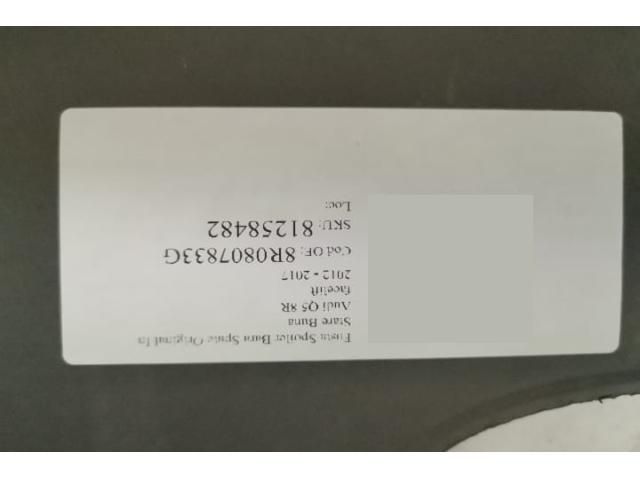 Fusta Spoiler Bara Spate Original In
Stare Buna
Audi Q5 8R
facelift
2012 - 2017
Cod OF: 8R0807833G
SKU: 81258482
Loc: